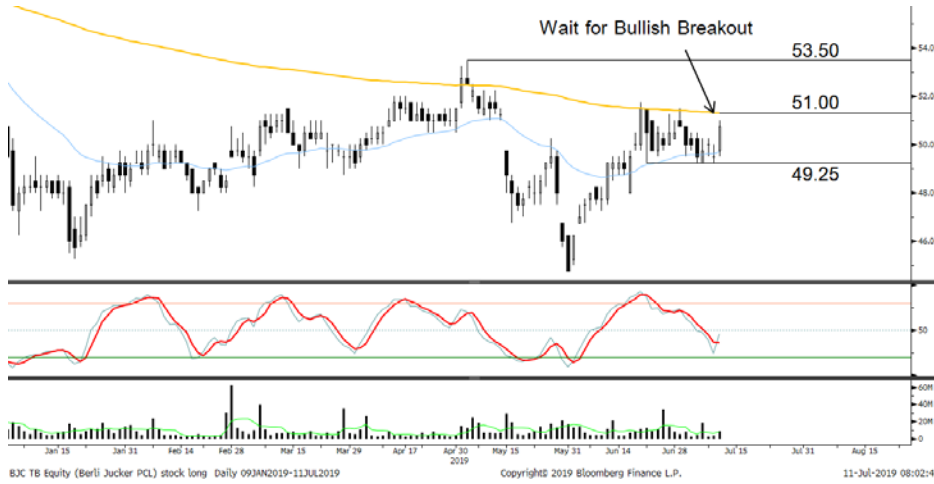 Wait for Bullish Breakout
53.50
54.0
52.0
51.00
50.0
49.25
48.0
46.0
50
60M
40M
20M
0
Jan 15 Jan 31 Feb 14 Feb 28 Mar 15 Mar 29 Apr 17 Apr 30 May 15 May 31 Jun 14 Jun 28 Jul 15 Jul 31 Aug 15
2019
BJC TB Equity (Berli Jucker PCL) stock long Daily 09JAN2019-11JUL2019 Copyright© 2019 Bloomberg Finance L.P. 11-Jul-2019 08:02:4